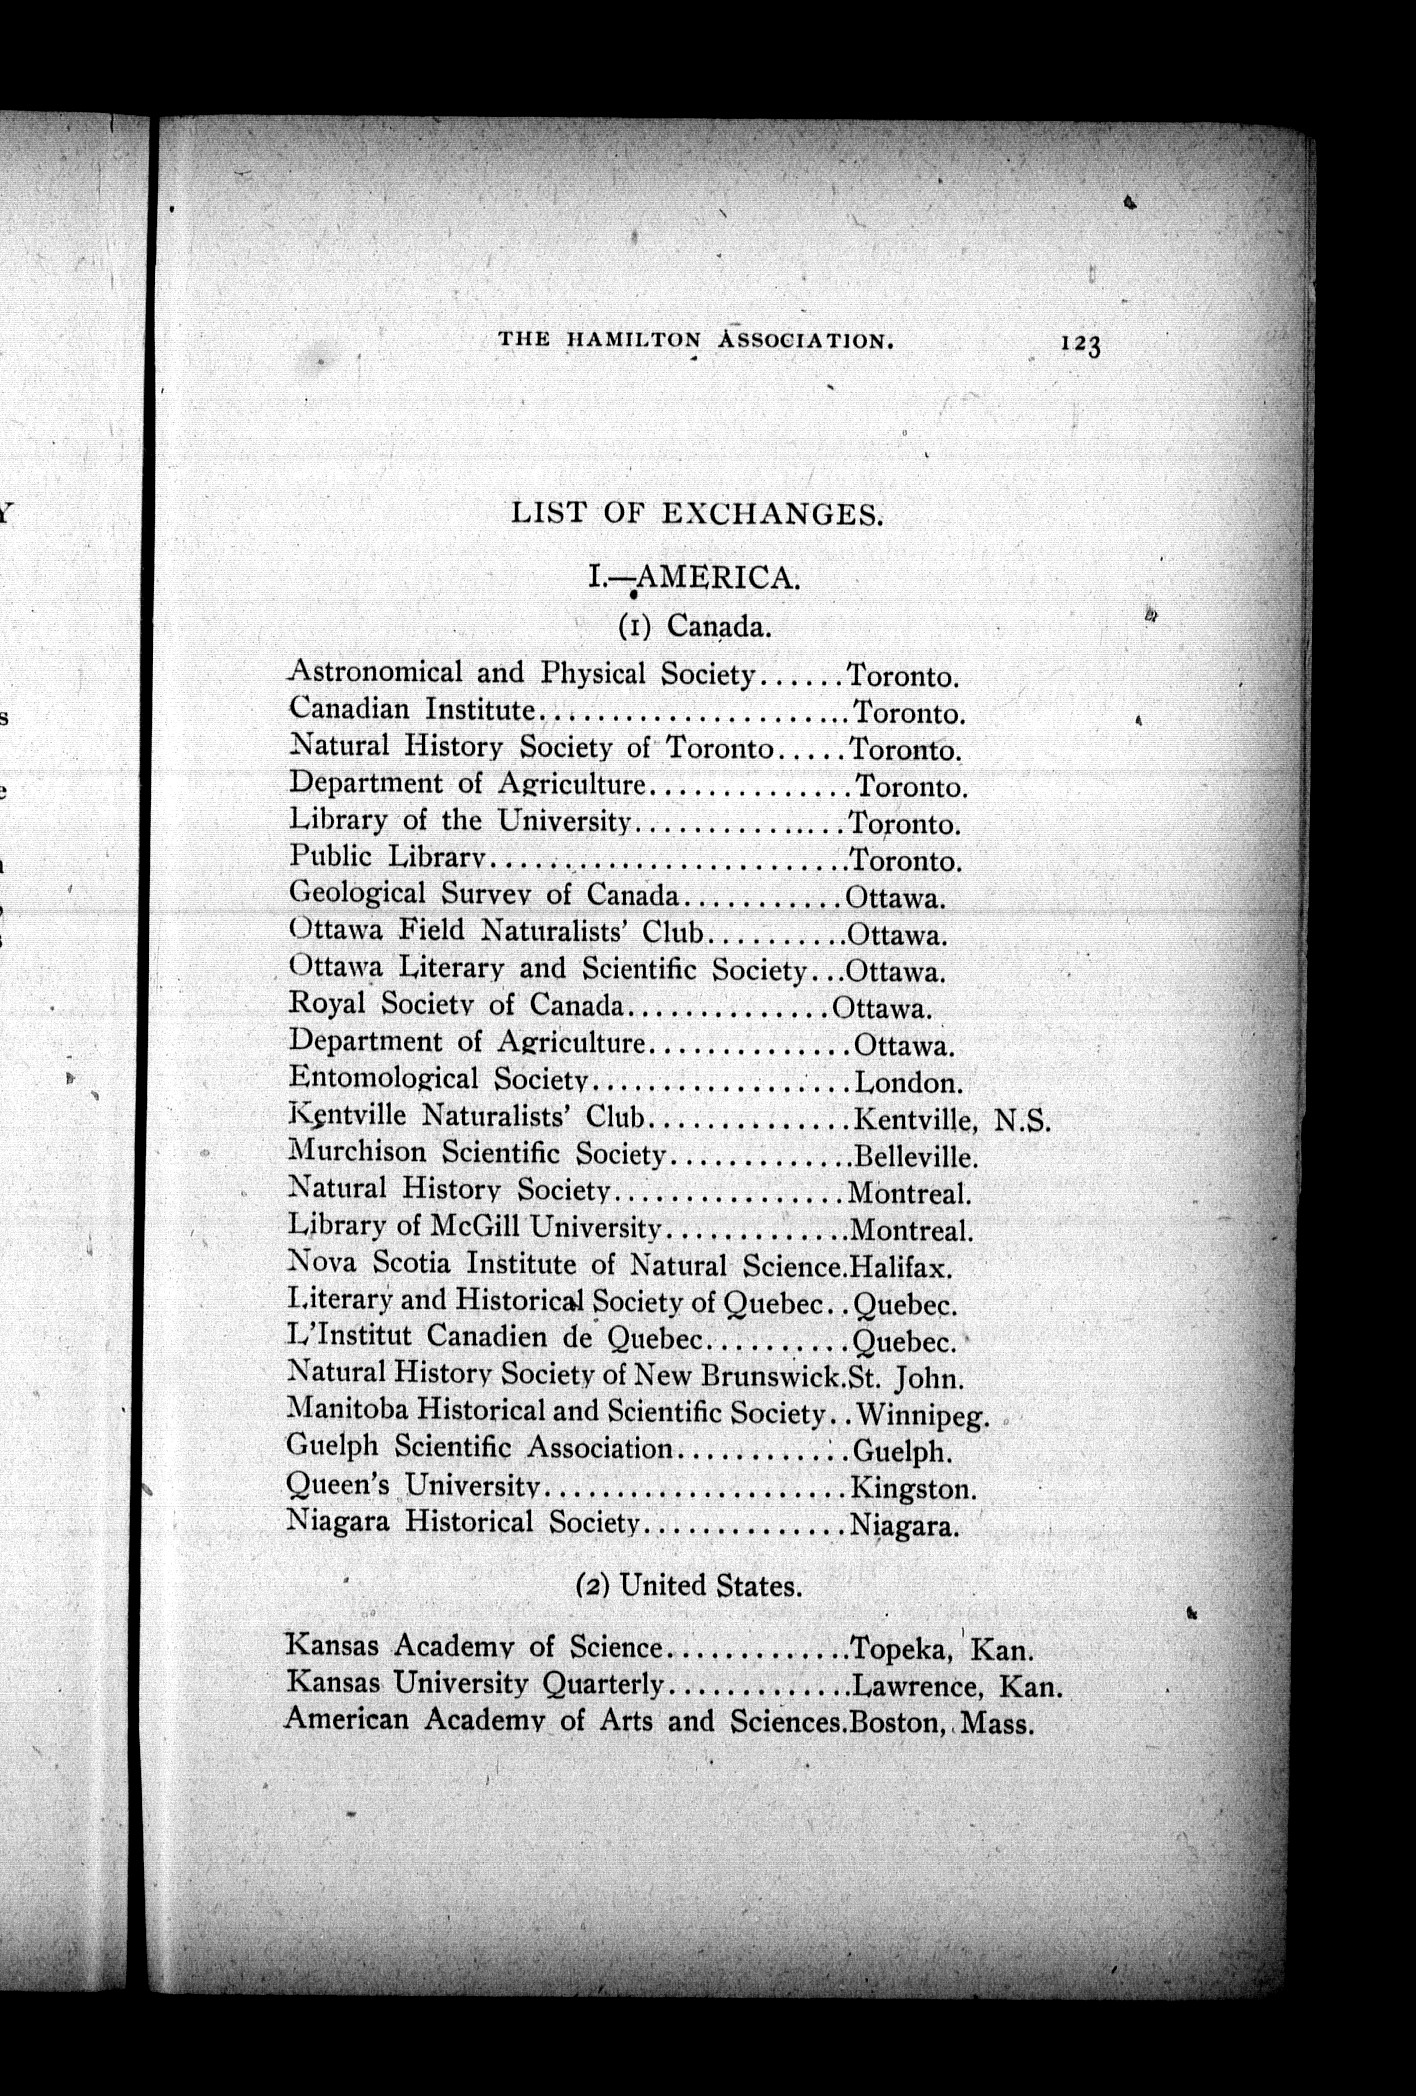 THE HAMILTON ASSOCIATION. 123
LIST OF EXCHANGES.
I.—AMERICA.
(1) Canada.
Astronomical and Physical Society......Toronto.
Canadian Institute.....................Toronto.
Natural History Society of Toronto.....Toronto.
Department of Agriculture..............Toronto.
Library of the University...............Toronto.
Public Library.........................Toronto.
Geological Survey of Canada...........Ottawa.
Ottawa Field Naturalists' Club..........Ottawa.
Ottawa Literary and Scientific Society...Ottawa.
Royal Society of Canada..............Ottawa.
Department of Agriculture..............Ottawa.
Entomological Society..................London.
Kentville Naturalists' Club..............Kentville, N.S.
Murchison Scientific Society.............Belleville.
Natural History Society................Montreal.
Library of McGill University.............Montreal.
Nova Scotia Institute of Natural Science.Halifax.
Literary and Historical Society of Quebec..Quebec.
L'Institut Canadien de Quebec..........Quebec.
Natural History Society of New Brunswick.St. John.
Manitoba Historical and Scientific Society..Winnipeg.
Guelph Scientific Association............Guelph.
Queen's University.....................Kingston.
Niagara Historical Society..............Niagara.
(2) United States.
Kansas Academy of Science.............Topeka, Kan.
Kansas University Quarterly.............Lawrence, Kan.
American Academy of Arts and Sciences.Boston, Mass.